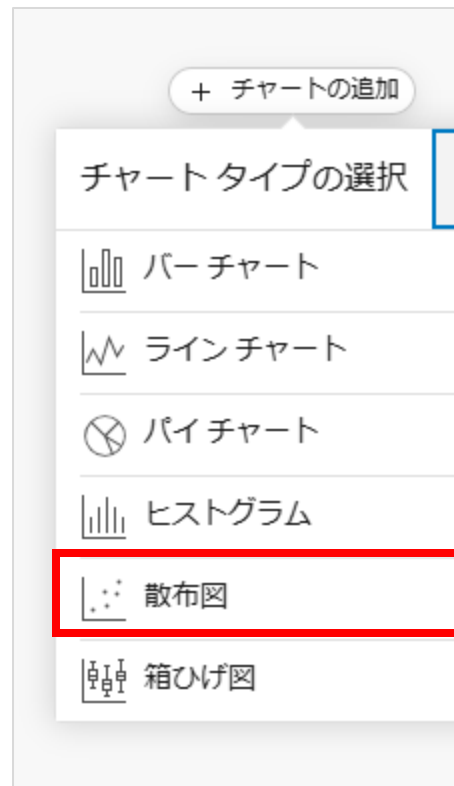 + チャートの追加
チャート タイプの選択
バー チャート
ライン チャート
パイ チャート
ヒストグラム
散布図
箱ひげ図